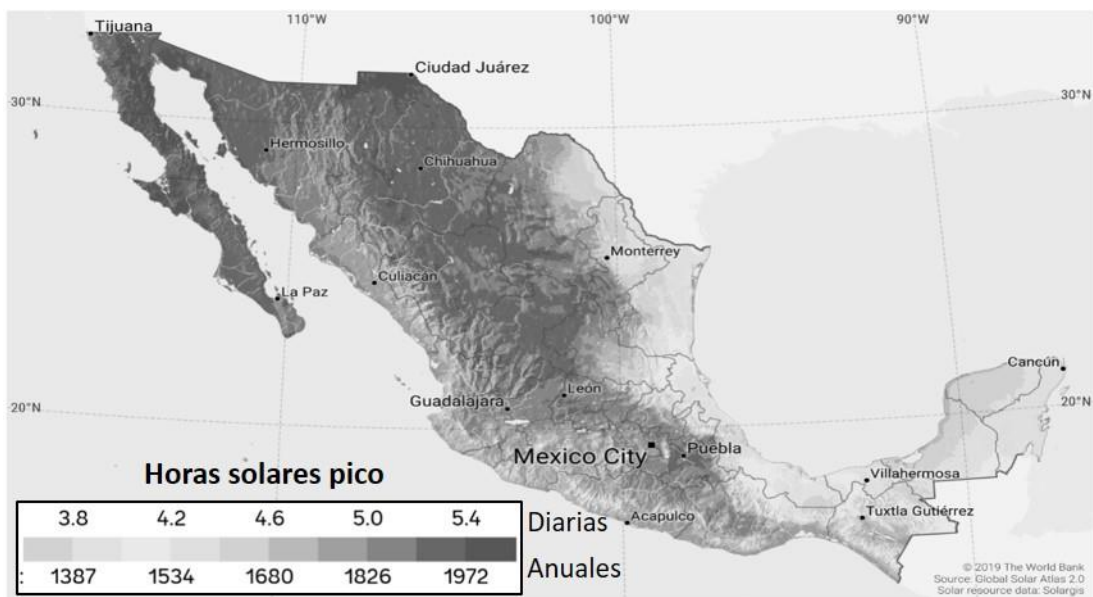 110°W 100°W 90°W
Tijuana
Ciudad Juárez
30°N 30°N
Hermosillo
Chihuahua
Monterrey
Culiacán
La Paz
Cancún
León
Guadalajara
20°N 20°N
Mexico City
Puebla
Horas solares pico
Villahermosa
3.8 4.2 4.6 5.0 5.4 Diarias
Acapulco
Tuxtla Gutiérrez
: 1387 1534 1680 1826 1972 Anuales
© 2019 The World Bank
Source: Global Solar Atlas 2.0
Solar resource data: Solargis